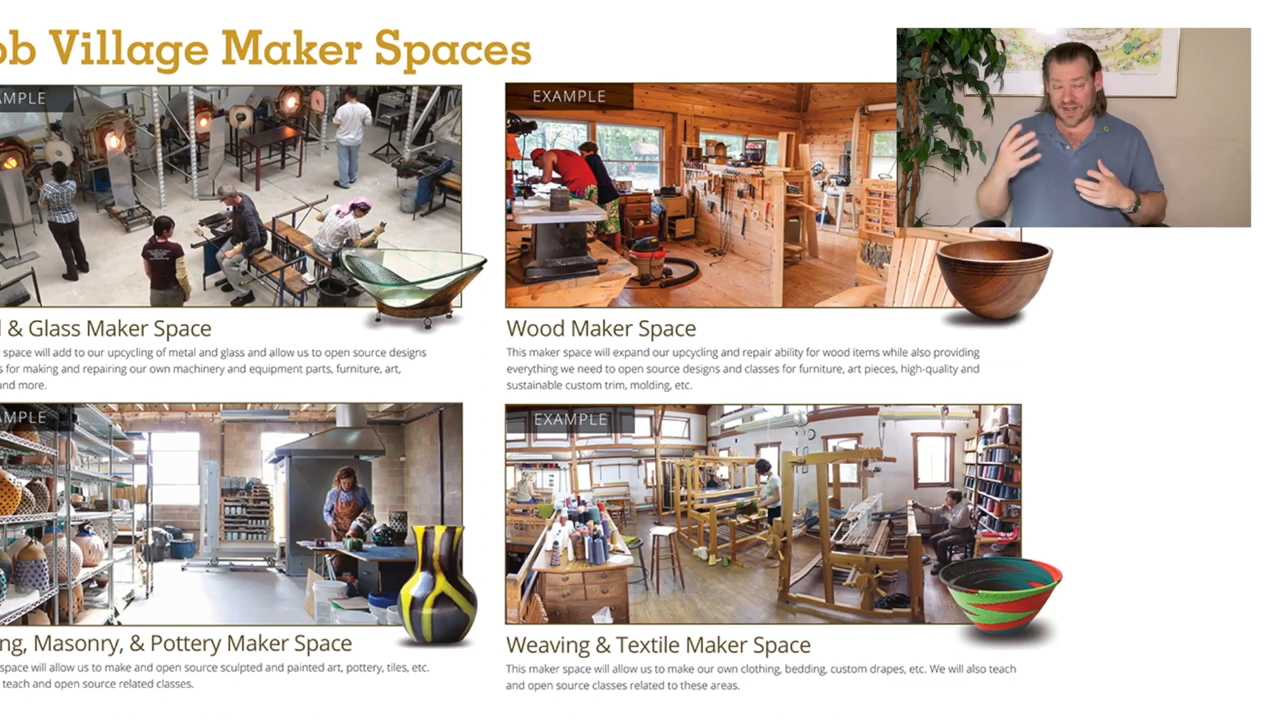 ob Village Maker Spaces
AMPLE
EXAMPLE
& Glass Maker Space
space will add to our upcycling of metal and glass and allow us to open source designs
s for making and repairing our own machinery and equipment parts, furniture, art,
and more.
Wood Maker Space
This maker space will expand our upcycling and repair ability for wood items while also providing
everything we need to open source designs and classes for furniture, art pieces, high-quality and
sustainable custom trim, molding, etc.
AMPLE
EXAMPLE
ng, Masonry, & Pottery Maker Space
space will allow us to make and open source sculpted and painted art, pottery, tiles, etc.
teach and open source related classes.
Weaving & Textile Maker Space
This maker space will allow us to make our own clothing, bedding, custom drapes, etc. We will also teach
and open source classes related to these areas.